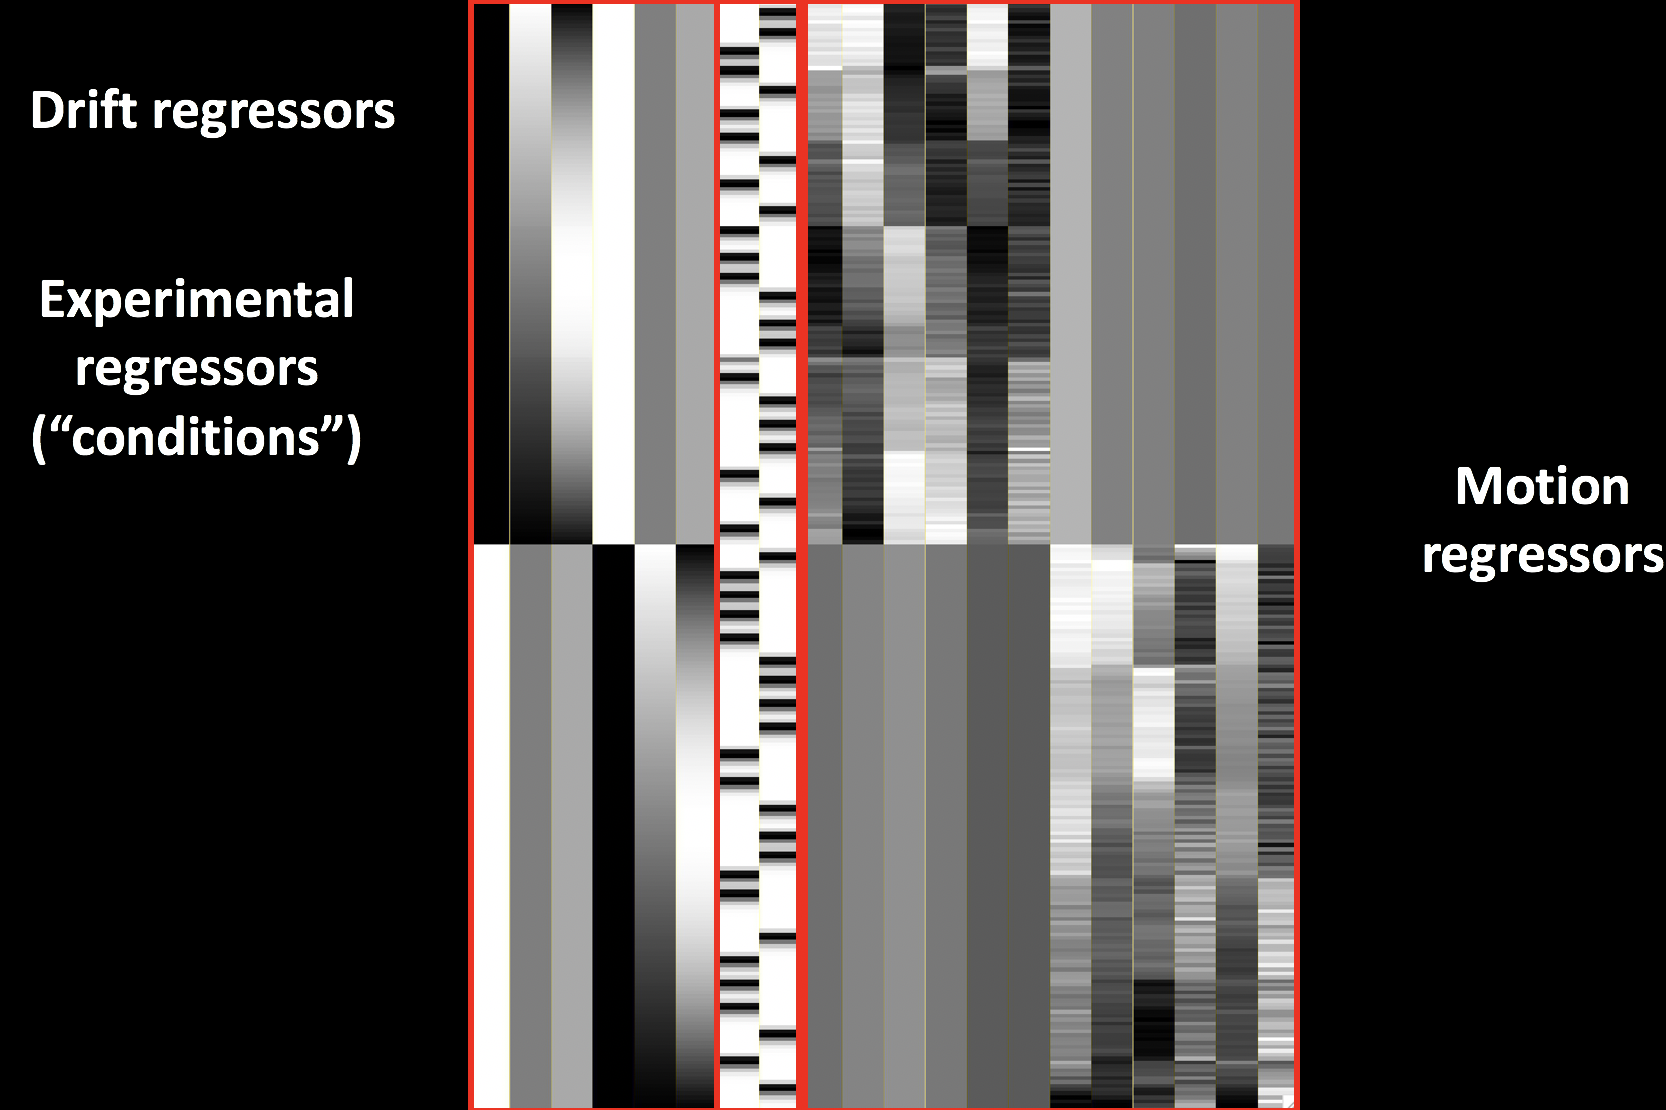 Drift regressors
Experimental
regressors
(“conditions”)
Motion
regressors